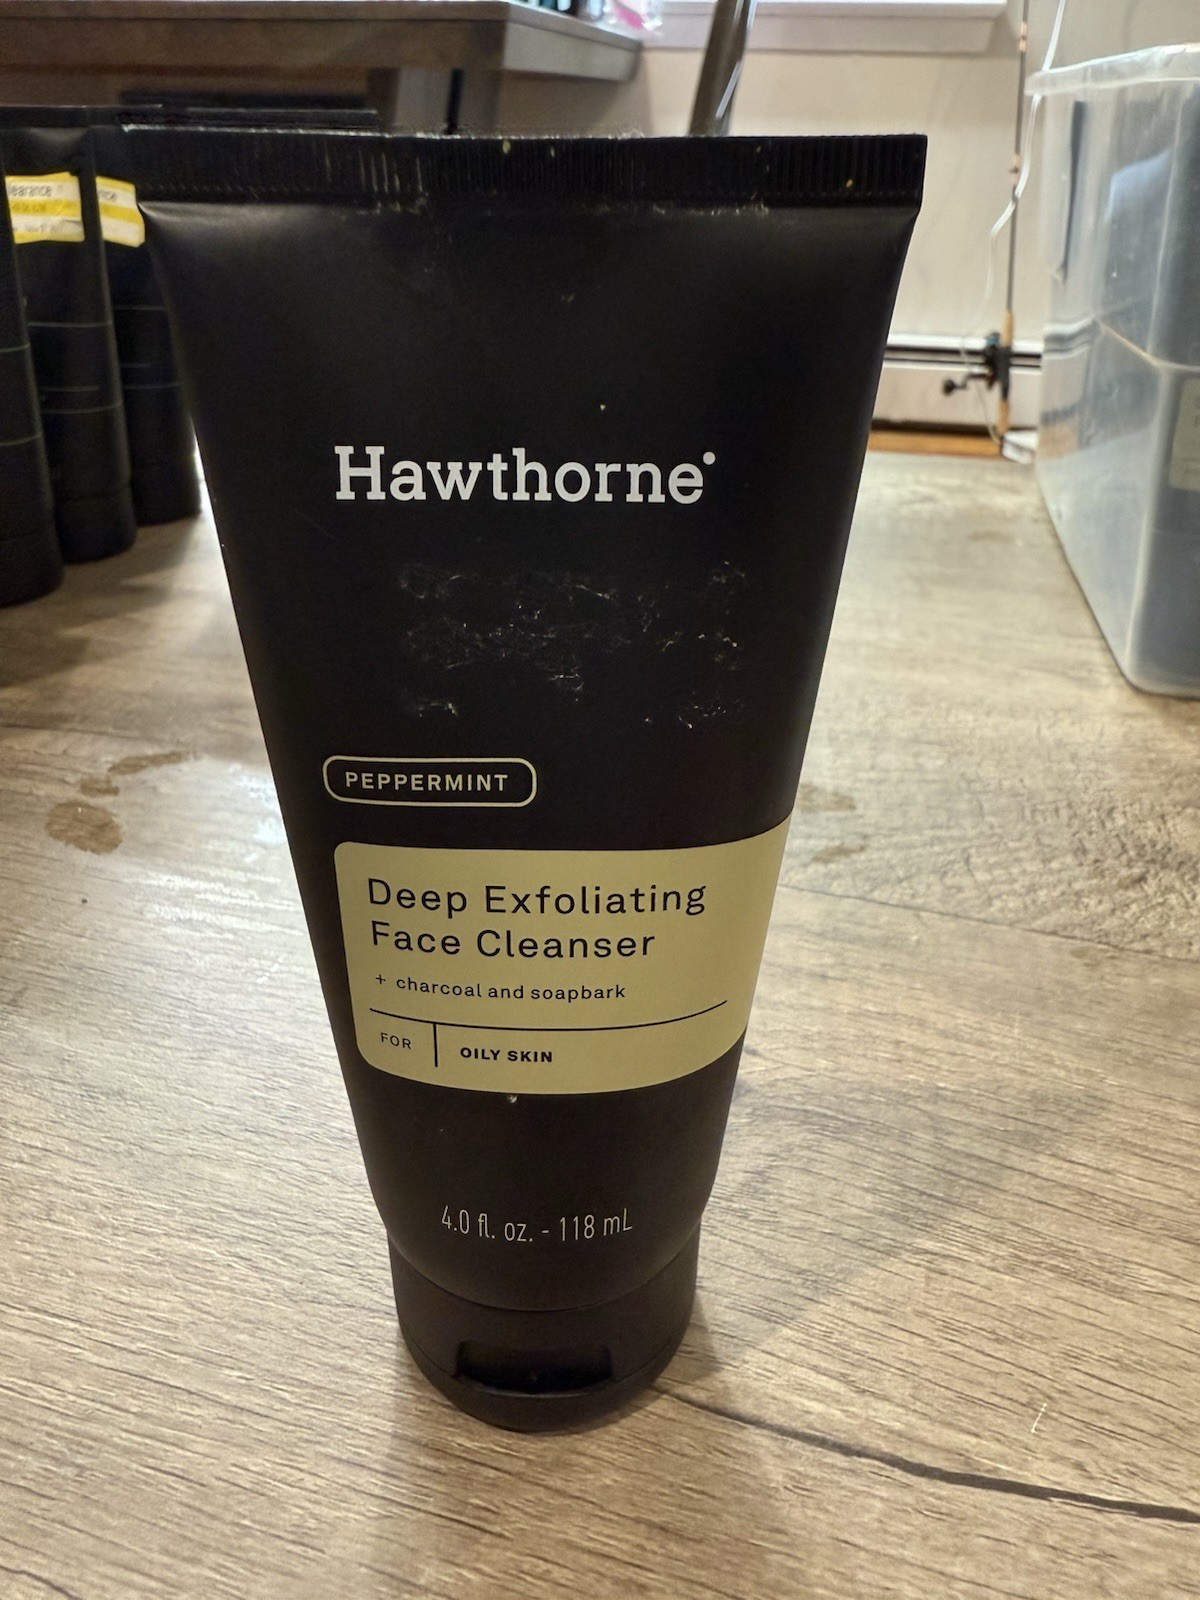 Hawthorne
PEPPERMINT
Deep Exfoliating
Face Cleanser
+ charcoal and soapbark
FOR
OILY SKIN
4.0 fl. oz. - 118 mL